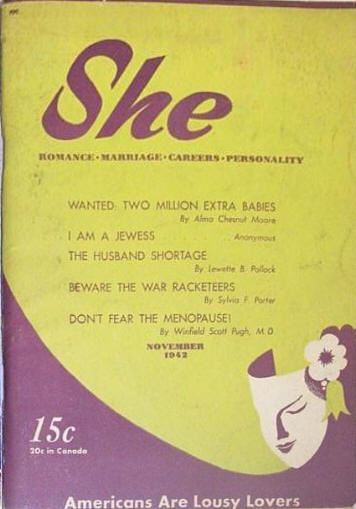 She
ROMANCE • MARRIAGE • CAREERS • PERSONALITY
WANTED: TWO MILLION EXTRA BABIES
By Alma Chesnut Moore
I AM A JEWESS . . . . . . Anonymous
THE HUSBAND SHORTAGE
By Lewette B. Pollock
BEWARE THE WAR RACKETEERS
By Sylvia F. Porter
DON'T FEAR THE MENOPAUSE!
By Winfield Scott Pugh, M.D.
NOVEMBER
1942
15c
20c in Canada
Americans Are Lousy Lovers